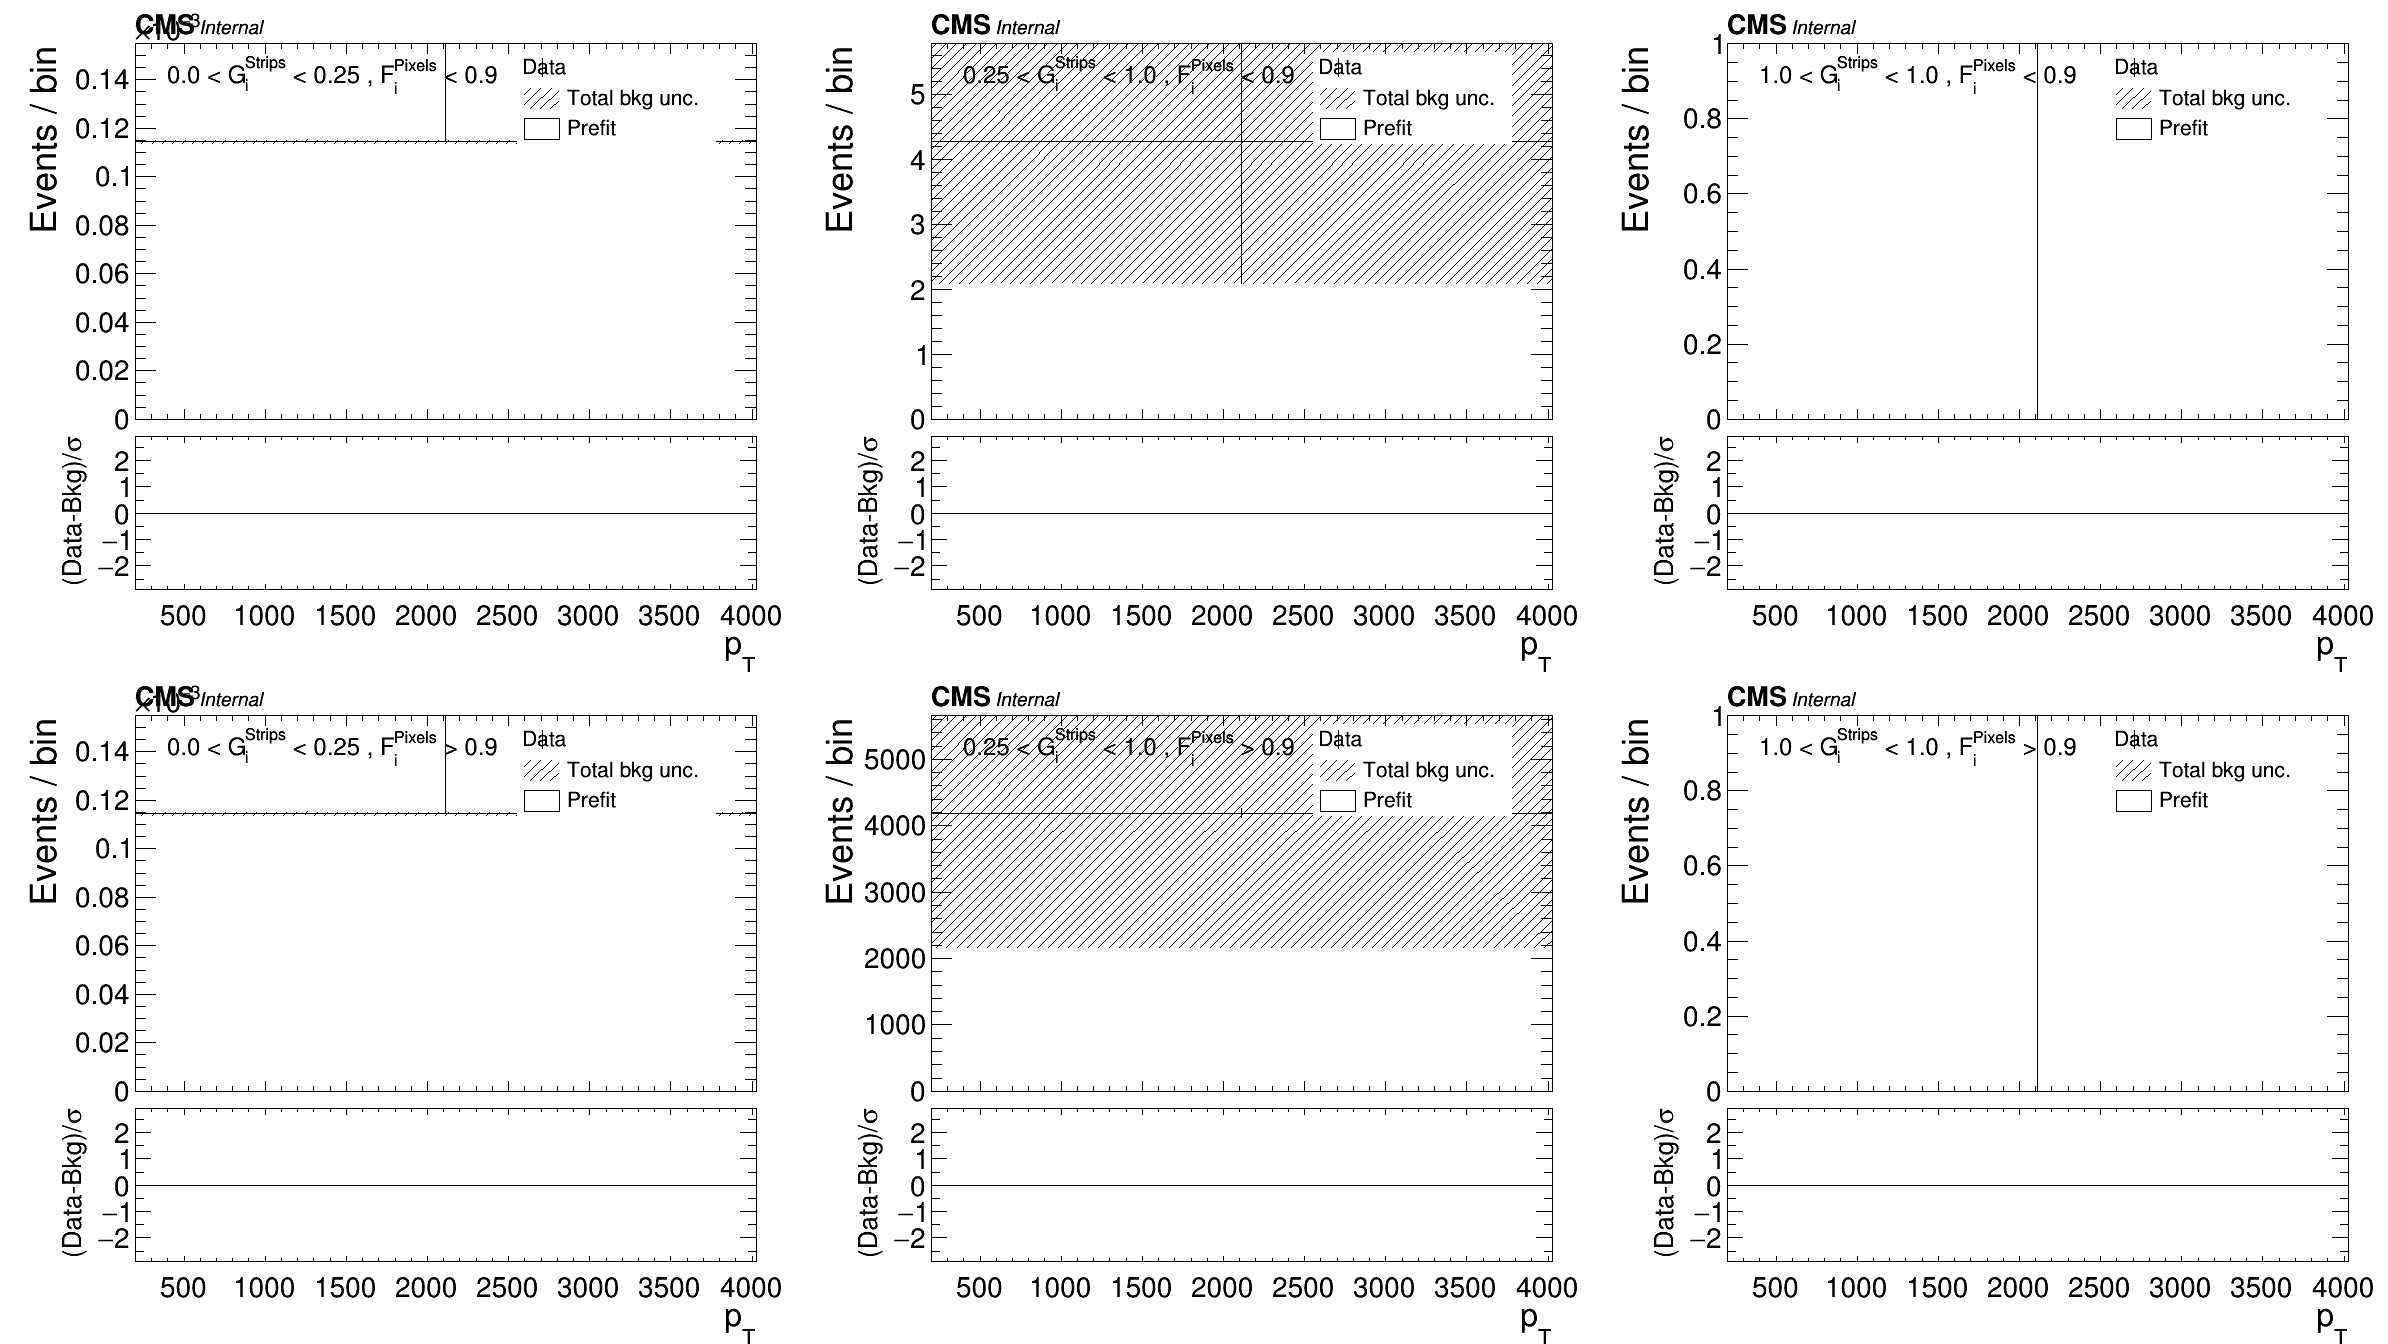 CMS Internal
×10⁻³
Events / bin
0.0 < G_i^Strips < 0.25 , F_i^Pixels < 0.9
Data
Total bkg unc.
Prefit
0.14
0.12
0.1
0.08
0.06
0.04
0.02
0
(Data-Bkg)/σ
2
1
0
−1
−2
500 1000 1500 2000 2500 3000 3500 4000
p_T
CMS Internal
Events / bin
0.25 < G_i^Strips < 1.0 , F_i^Pixels < 0.9
Data
Total bkg unc.
Prefit
5
4
3
2
1
0
(Data-Bkg)/σ
2
1
0
−1
−2
500 1000 1500 2000 2500 3000 3500 4000
p_T
CMS Internal
Events / bin
1.0 < G_i^Strips < 1.0 , F_i^Pixels < 0.9
Data
Total bkg unc.
Prefit
1
0.8
0.6
0.4
0.2
0
(Data-Bkg)/σ
2
1
0
−1
−2
500 1000 1500 2000 2500 3000 3500 4000
p_T
CMS Internal
×10⁻³
Events / bin
0.0 < G_i^Strips < 0.25 , F_i^Pixels > 0.9
Data
Total bkg unc.
Prefit
0.14
0.12
0.1
0.08
0.06
0.04
0.02
0
(Data-Bkg)/σ
2
1
0
−1
−2
500 1000 1500 2000 2500 3000 3500 4000
p_T
CMS Internal
Events / bin
0.25 < G_i^Strips < 1.0 , F_i^Pixels > 0.9
Data
Total bkg unc.
Prefit
5000
4000
3000
2000
1000
0
(Data-Bkg)/σ
2
1
0
−1
−2
500 1000 1500 2000 2500 3000 3500 4000
p_T
CMS Internal
Events / bin
1.0 < G_i^Strips < 1.0 , F_i^Pixels > 0.9
Data
Total bkg unc.
Prefit
1
0.8
0.6
0.4
0.2
0
(Data-Bkg)/σ
2
1
0
−1
−2
500 1000 1500 2000 2500 3000 3500 4000
p_T